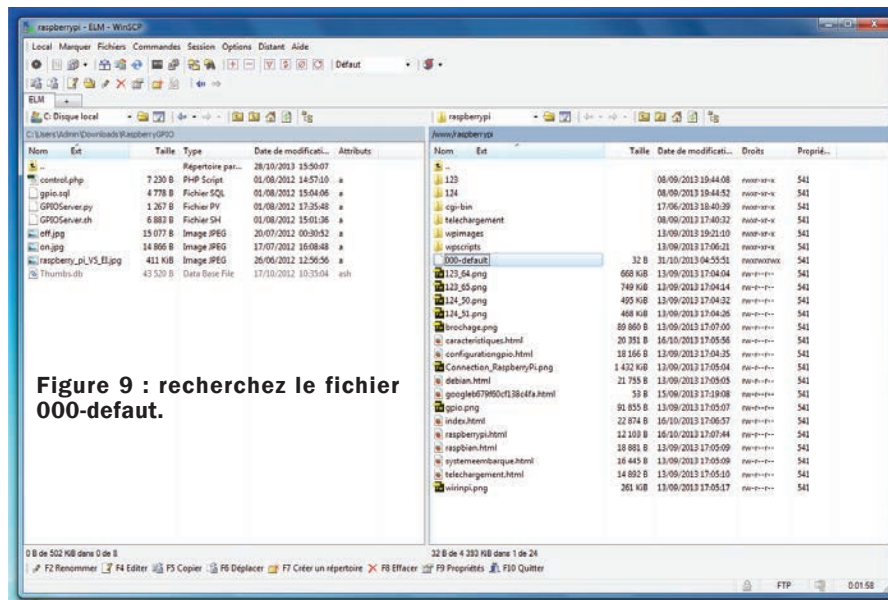 raspberrypi - ELM - WinSCP
Local Marquer Fichiers Commandes Session Options Distant Aide
Défaut
ELM
C: Disque local
raspberrypi
C:\Users\Admin\Downloads\RaspberryGPIO
/www/raspberrypi
Nom Ext Taille Type Date de modificati... Attributs
Nom Ext Taille Date de modificati... Droits Proprié...
.. Répertoire par... 28/10/2013 15:50:07
control.php 7 230 B PHP Script 01/08/2012 14:57:10 a
gpio.sql 4 778 B Fichier SQL 01/08/2012 15:04:06 a
GPIOServer.py 1 267 B Fichier PY 01/08/2012 17:35:48 a
GPIOServer.sh 6 883 B Fichier SH 01/08/2012 15:01:36 a
off.jpg 15 077 B Image JPEG 20/07/2012 00:30:52 a
on.jpg 14 866 B Image JPEG 17/07/2012 16:08:48 a
raspberry_pi_VS_EI.jpg 411 KiB Image JPEG 26/06/2012 12:56:56 a
Thumbs.db 43 520 B Data Base File 17/10/2012 10:35:04 ash
..
123 08/09/2013 19:44:08 rwxr-xr-x 541
124 08/09/2013 19:44:52 rwxr-xr-x 541
cgi-bin 17/06/2013 18:40:39 rwxr-xr-x 541
telechargement 08/09/2013 17:40:32 rwxr-xr-x 541
wpimages 13/09/2013 19:21:10 rwxr-xr-x 541
wpscripts 13/09/2013 17:06:21 rwxr-xr-x 541
000-default 32 B 31/10/2013 04:55:51 rwxrwxrwx 541
123_64.png 668 KiB 13/09/2013 17:04:04 rw-r--r-- 541
123_65.png 749 KiB 13/09/2013 17:04:14 rw-r--r-- 541
124_50.png 495 KiB 13/09/2013 17:04:32 rw-r--r-- 541
124_51.png 468 KiB 13/09/2013 17:04:26 rw-r--r-- 541
brochage.png 89 860 B 13/09/2013 17:07:00 rw-r--r-- 541
caracteristiques.html 20 351 B 16/10/2013 17:05:56 rw-r--r-- 541
configurationgpio.html 18 166 B 13/09/2013 17:04:35 rw-r--r-- 541
Connection_RaspberryPi.png 1 432 KiB 13/09/2013 17:05:04 rw-r--r-- 541
debian.html 21 755 B 13/09/2013 17:05:05 rw-r--r-- 541
googleb679f60cf138c4fa.html 53 B 15/09/2013 17:19:08 rw-r--r-- 541
gpio.png 91 855 B 13/09/2013 17:05:07 rw-r--r-- 541
index.html 22 874 B 16/10/2013 17:06:57 rw-r--r-- 541
raspberrypi.html 12 103 B 16/10/2013 17:07:44 rw-r--r-- 541
raspbien.html 18 881 B 13/09/2013 17:05:09 rw-r--r-- 541
systemeembarque.html 16 445 B 13/09/2013 17:05:09 rw-r--r-- 541
telechargement.html 14 892 B 13/09/2013 17:05:10 rw-r--r-- 541
wirinpi.png 261 KiB 13/09/2013 17:05:17 rw-r--r-- 541
Figure 9 : recherchez le fichier
000-defaut.
0 B de 502 KiB dans 0 de 8
32 B de 4 393 KiB dans 1 de 24
F2 Renommer F4 Editer F5 Copier F6 Déplacer F7 Créer un répertoire F8 Effacer F9 Propriétés F10 Quitter
FTP 0:01:58